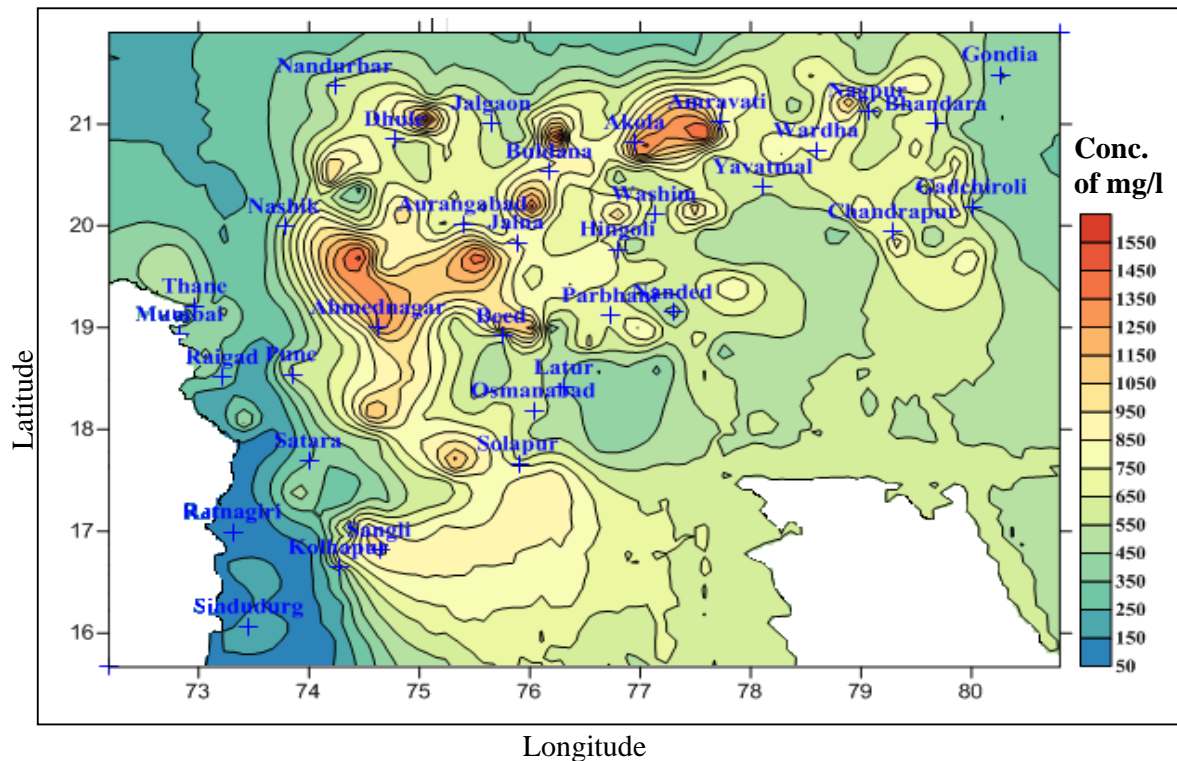 Nandurbar
Gondia
Nagpur
Jalgaon
Amravati
Bhandara
Dhule
Akola
Wardha
Buldana
Yavatmal
Washim
Gadchiroli
Nashik
Aurangabad
Chandrapur
Jalna
Hingoli
Thane
Parbhani
Nanded
Mumbai
Ahmednagar
Beed
Raigad
Pune
Latur
Osmanabad
Satara
Solapur
Ratnagiri
Sangli
Kolhapur
Sindudurg
21
20
19
18
17
16
Latitude
73
74
75
76
77
78
79
80
Longitude
Conc.
of mg/l
1550
1450
1350
1250
1150
1050
950
850
750
650
550
450
350
250
150
50